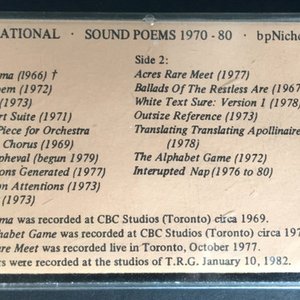 ATIONAL · SOUND POEMS 1970 - 80 · bpNicho
Side 2:
ma (1966) † Acres Rare Meet (1977)
em (1972) Ballads Of The Restless Are (1967
(1973) White Text Sure: Version 1 (1978)
rt Suite (1971) Outsize Reference (1973)
Piece for Orchestra Translating Translating Apollinaire
Chorus (1969) (1978)
pheval (begun 1979) The Alphabet Game (1972)
ons Generated (1977) Interrupted Nap (1976 to 80)
on Attentions (1973)
(1973)
ma was recorded at CBC Studios (Toronto) circa 1969.
habet Game was recorded at CBC Studios (Toronto) circa 197
are Meet was recorded live in Toronto, October 1977.
rs were recorded at the studios of T.R.G. January 10, 1982.